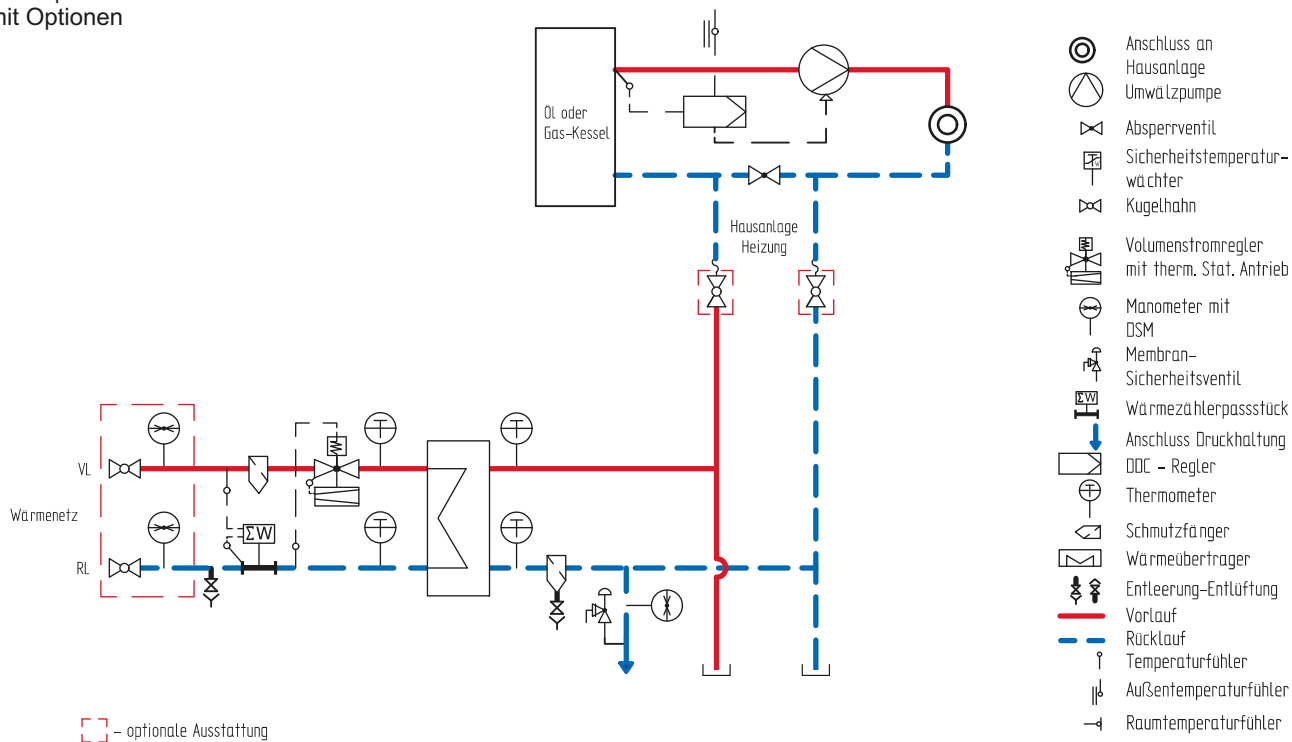 mit Optionen
Öl oder
Gas-Kessel
Hausanlage
Heizung
VL
Wärmenetz
RL
ΣW
- optionale Ausstattung
Anschluss an
Hausanlage
Umwälzpumpe
Absperrventil
Sicherheitstemperatur-
wächter
Kugelhahn
Volumenstromregler
mit therm. Stat. Antrieb
Manometer mit
DSM
Membran-
Sicherheitsventil
ΣW
Wärmezählerpassstück
Anschluss Druckhaltung
DDC - Regler
Thermometer
Schmutzfänger
Wärmeübertrager
Entleerung-Entlüftung
Vorlauf
Rücklauf
Temperaturfühler
Außentemperaturfühler
Raumtemperaturfühler